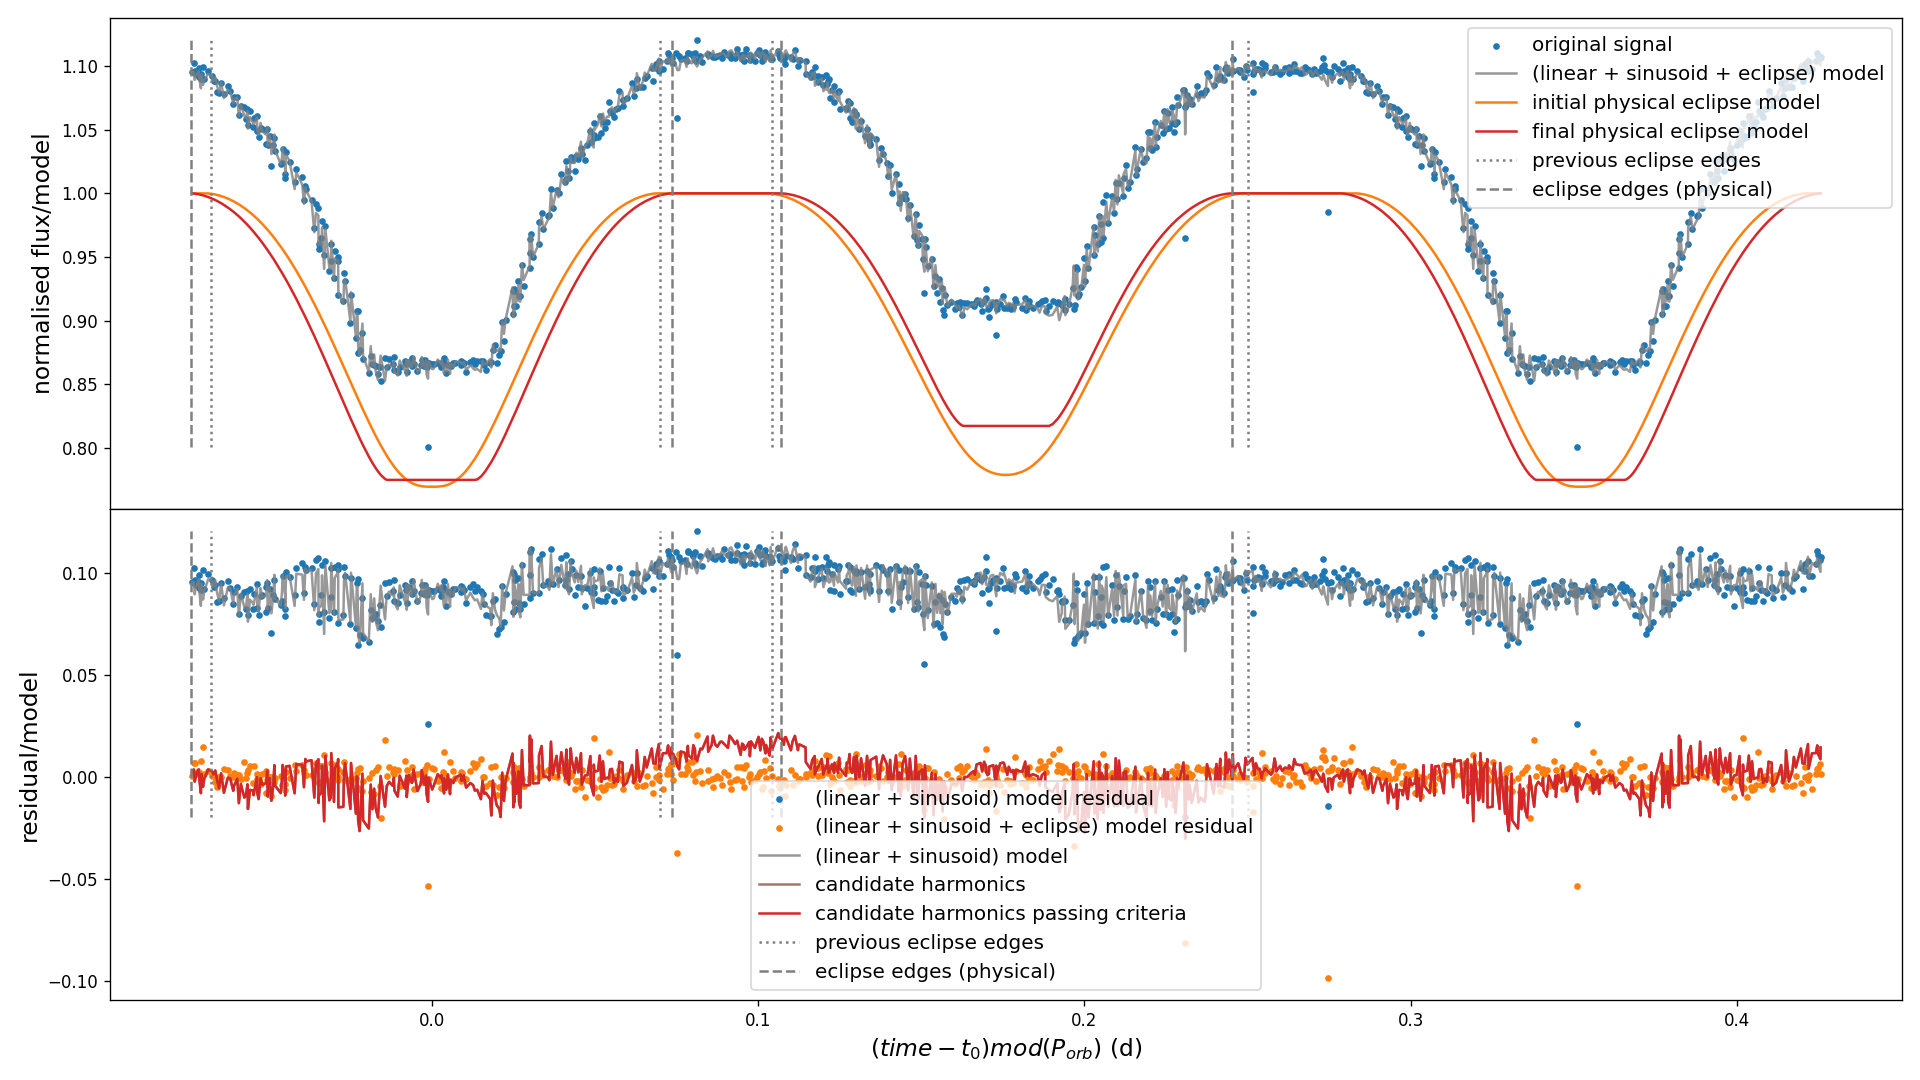 normalised flux/model
1.10
1.05
1.00
0.95
0.90
0.85
0.80
original signal
(linear + sinusoid + eclipse) model
initial physical eclipse model
final physical eclipse model
previous eclipse edges
eclipse edges (physical)
residual/model
0.10
0.05
0.00
−0.05
−0.10
(linear + sinusoid) model residual
(linear + sinusoid + eclipse) model residual
(linear + sinusoid) model
candidate harmonics
candidate harmonics passing criteria
previous eclipse edges
eclipse edges (physical)
0.0 0.1 0.2 0.3 0.4
(time − t₀)mod(P_orb) (d)